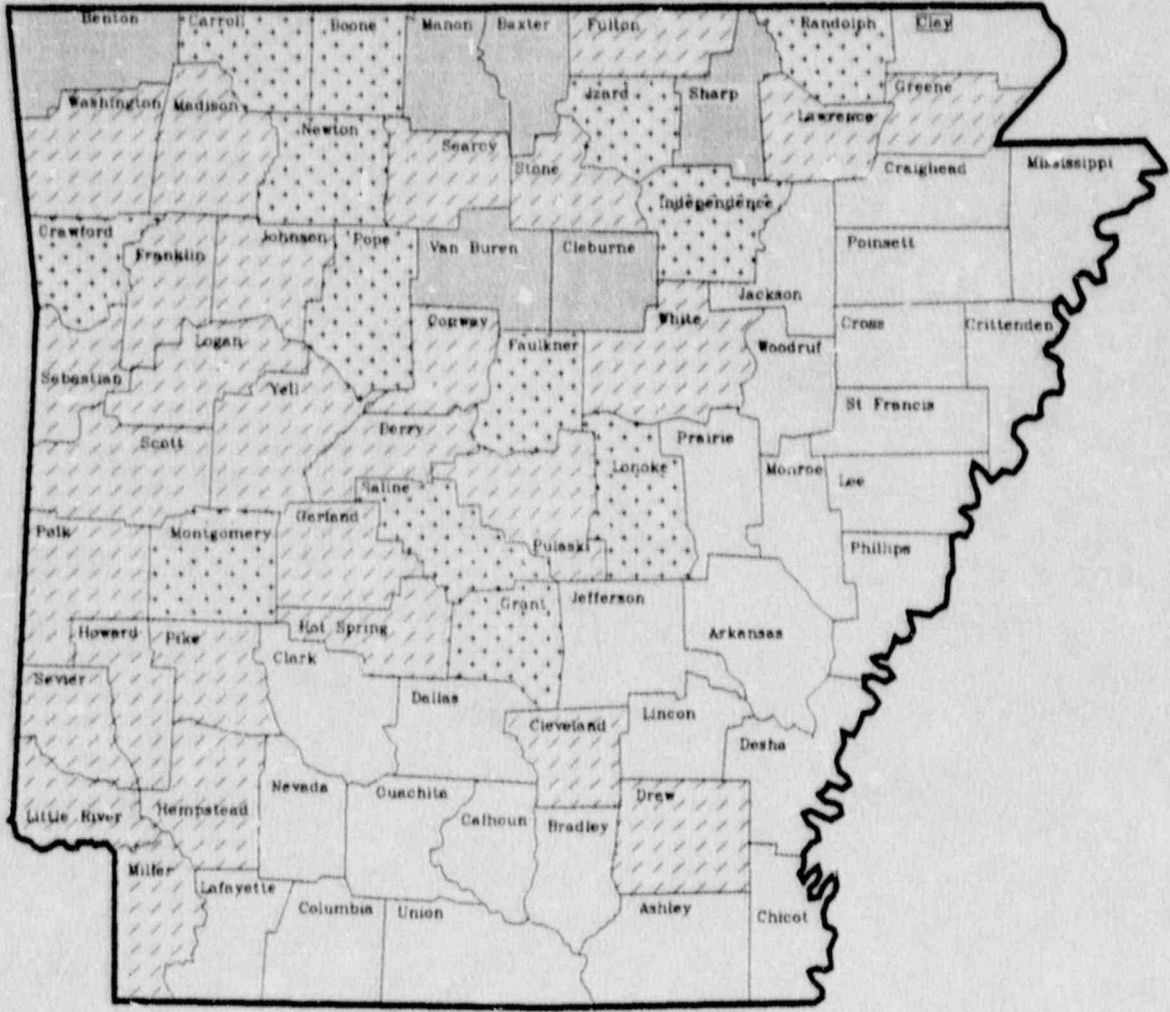 Benton
Carroll
Boone
Manon
Baxter
Fulton
Randolph
Clay
Washington
Madison
Newton
Searcy
Stone
Izard
Sharp
Lawrence
Greene
Craighead
Mississippi
Independence
Crawford
Franklin
Johnson
Pope
Van Buren
Cleburne
Poinsett
Jackson
Logan
Conway
Faulkner
White
Woodruf
Cross
Crittenden
Sebastian
Yell
St Francis
Scott
Berry
Prairie
Lonoke
Monroe
Lee
Saline
Polk
Montgomery
Garland
Pulaski
Phillips
Grant
Jefferson
Howard
Pike
Hot Spring
Arkansas
Clark
Sevier
Dallas
Cleveland
Lincon
Desha
Nevada
Ouachita
Drew
Little River
Hempstead
Calhoun
Bradley
Miller
Lafayette
Columbia
Union
Ashley
Chicot